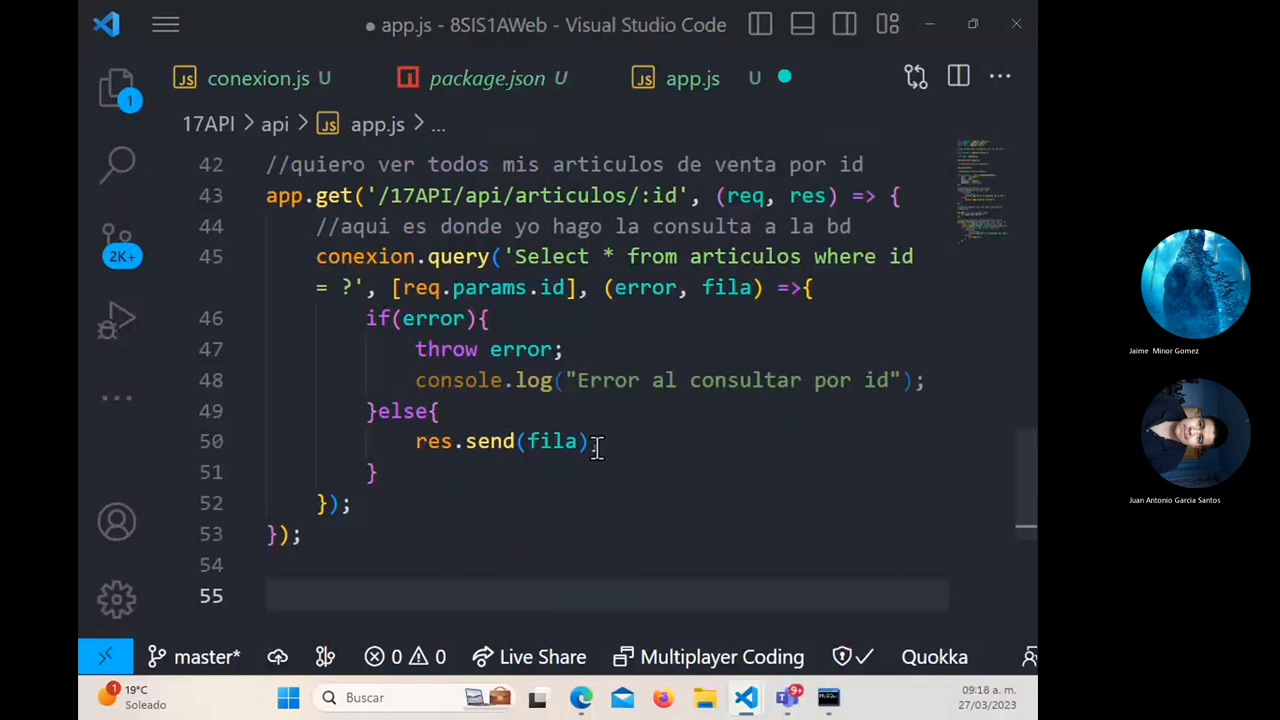 app.js - 8SIS1AWeb - Visual Studio Code
JS conexion.js U
package.json U
JS app.js U
17API > api > JS app.js > ...
1
2K+
42 //quiero ver todos mis articulos de venta por id
43 app.get('/17API/api/articulos/:id', (req, res) => {
44 //aqui es donde yo hago la consulta a la bd
45 conexion.query('Select * from articulos where id
= ?', [req.params.id], (error, fila) =>{
46 if(error){
47 throw error;
48 console.log("Error al consultar por id");
49 }else{
50 res.send(fila);
51 }
52 });
53 });
54
55
Jaime Minor Gomez
Juan Antonio Garcia Santos
master* 0 0 Live Share Multiplayer Coding Quokka
1
19°C
Soleado
Buscar
9+
09:18 a. m.
27/03/2023